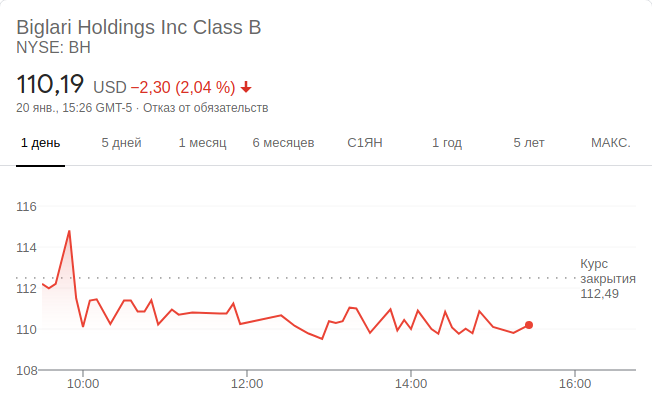 Biglari Holdings Inc Class B
NYSE: BH
110,19 USD −2,30 (2,04 %)
20 янв., 15:26 GMT-5 · Отказ от обязательств
1 день 5 дней 1 месяц 6 месяцев С1ЯН 1 год 5 лет МАКС.
116
114
Курс
закрытия
112,49
112
110
108
10:00 12:00 14:00 16:00